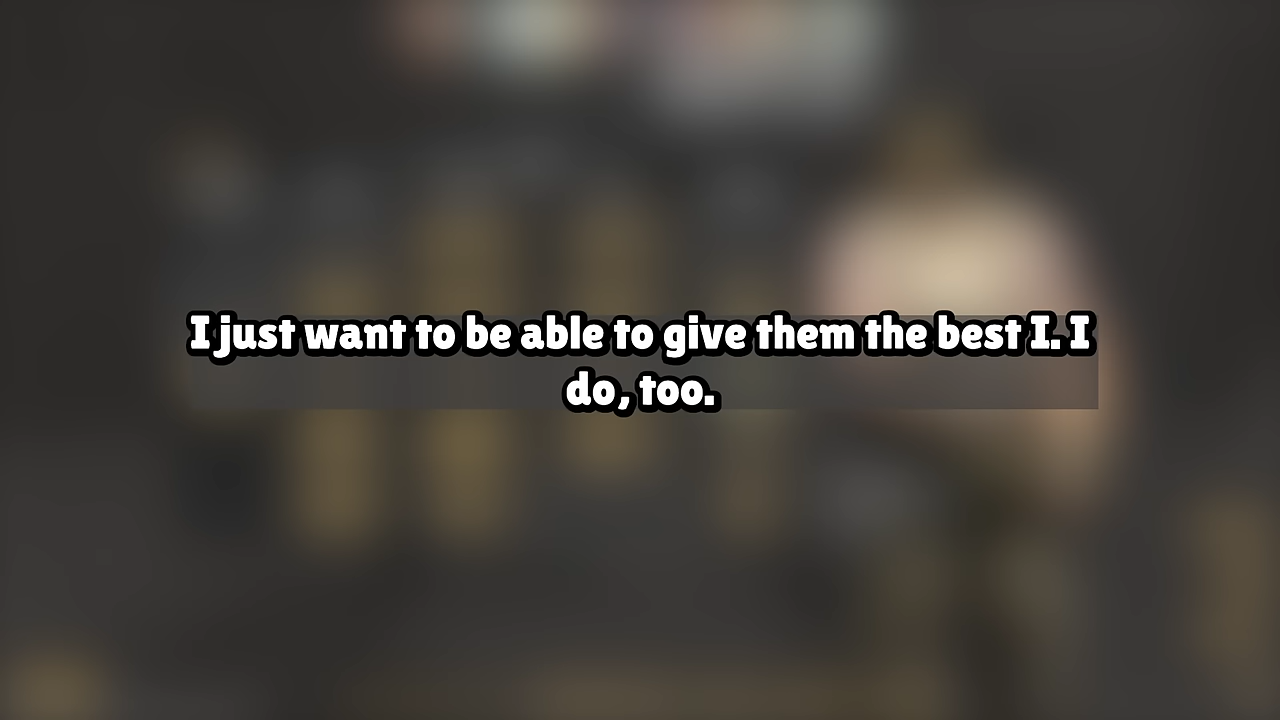 I just want to be able to give them the best I. I
do, too.